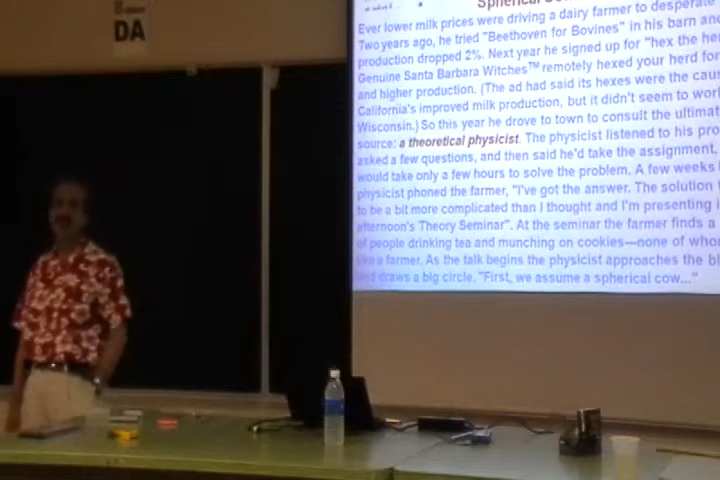 DA
Spherical
Ever lower milk prices were driving a dairy farmer to desperate
Two years ago, he tried "Beethoven for Bovines" in his barn and
production dropped 2%. Next year he signed up for "hex the her
Genuine Santa Barbara Witches™ remotely hexed your herd for
and higher production. (The ad had said its hexes were the cau
California's improved milk production, but it didn't seem to wor
Wisconsin.) So this year he drove to town to consult the ultimat
source: a theoretical physicist. The physicist listened to his pro
asked a few questions, and then said he'd take the assignment,
would take only a few hours to solve the problem. A few weeks
physicist phoned the farmer, "I've got the answer. The solution
to be a bit more complicated than I thought and I'm presenting i
afternoon's Theory Seminar". At the seminar the farmer finds a
of people drinking tea and munching on cookies—none of who
like a farmer. As the talk begins the physicist approaches the bl
and draws a big circle. "First, we assume a spherical cow..."